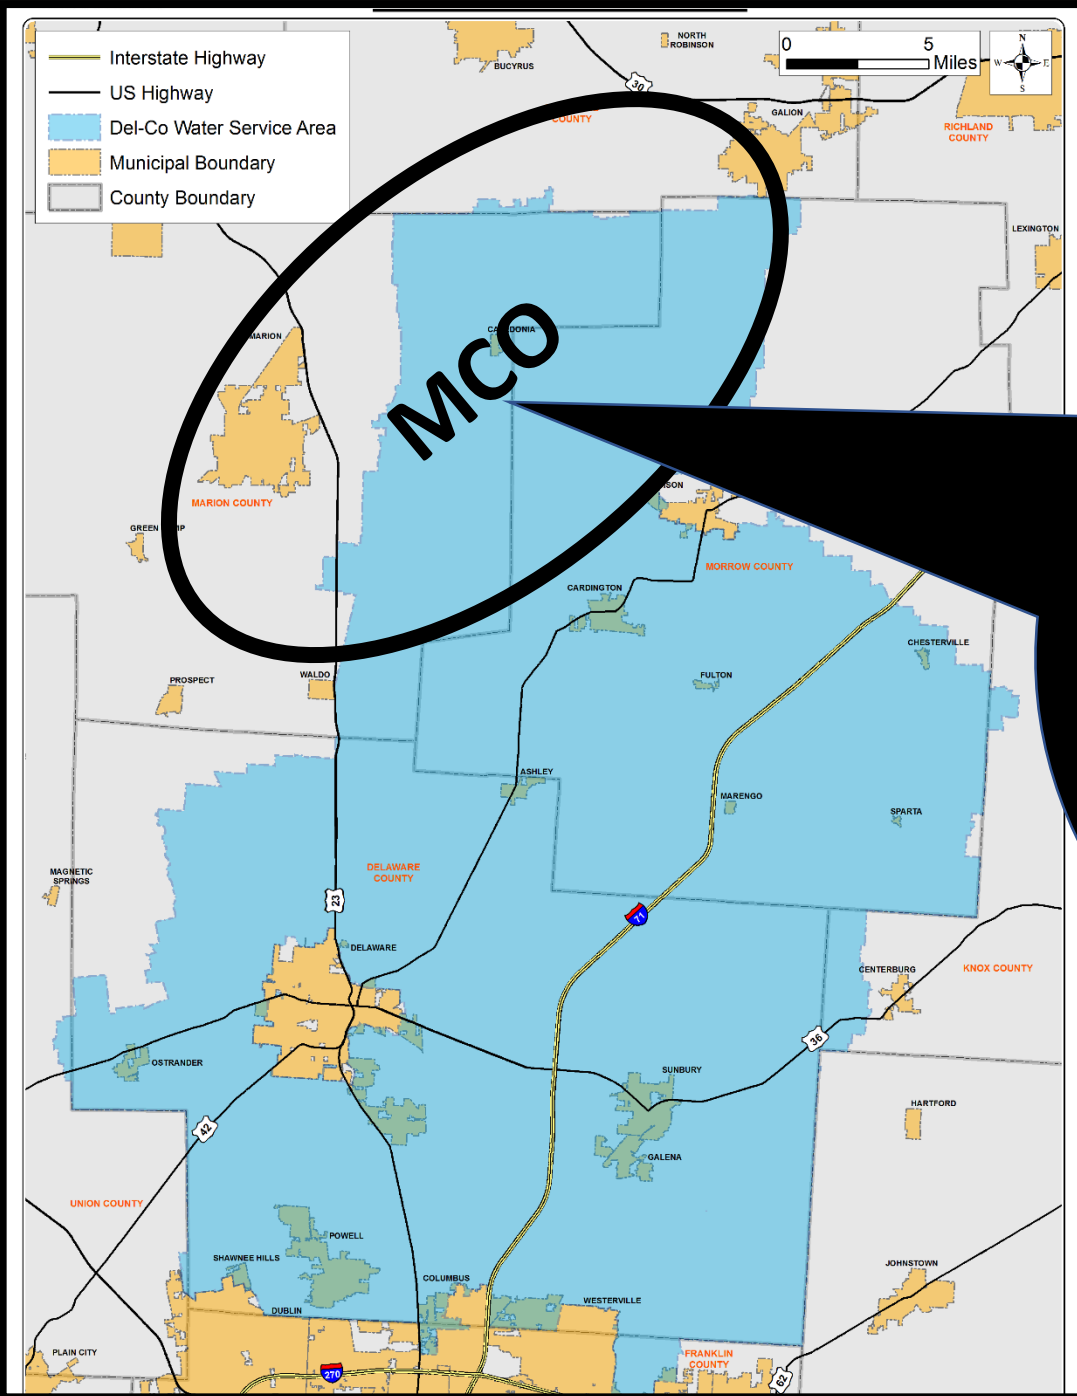 Interstate Highway
US Highway
Del-Co Water Service Area
Municipal Boundary
County Boundary
0 5
Miles
N
W E
S
NORTH
ROBINSON
BUCYRUS
30
COUNTY
GALION
RICHLAND
COUNTY
LEXINGTON
MARION
MCO
MARION COUNTY
MORROW COUNTY
CARDINGTON
CHESTERVILLE
FULTON
PROSPECT
WALDO
ASHLEY
MARENGO
SPARTA
DELAWARE
COUNTY
MAGNETIC
SPRINGS
23
71
DELAWARE
CENTERBURG
KNOX COUNTY
36
OSTRANDER
SUNBURY
HARTFORD
42
GALENA
UNION COUNTY
POWELL
SHAWNEE HILLS
COLUMBUS
JOHNSTOWN
DUBLIN
WESTERVILLE
PLAIN CITY
FRANKLIN
COUNTY
270
62